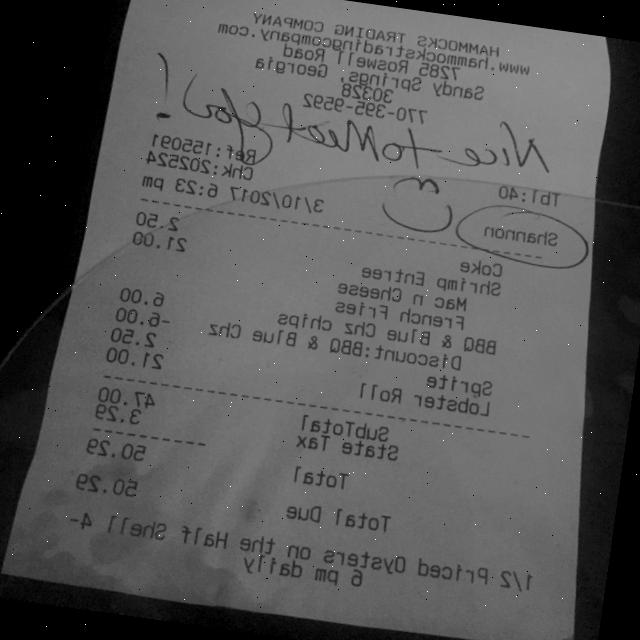 HAMMOCKS TRADING COMPANY
www.hammockstradingcompany.com
7285 Roswell Road
Sandy Springs Georgia
30328
770-395-9592
Nice to Meet You!
Ref:155091
Tbl:40 Chk:202524
Shannon 3/10/2017 6:23 pm
Coke 2.50
Shrimp Entree 21.00
Mac n Cheese
French Fries
BBQ & Blue Chz chips 6.00
Discount:BBQ & Blue Chz -6.00
Sprite 2.50
Lobster Roll 21.00
SubTotal 47.00
State Tax 3.29
Total 50.29
Total Due 50.29
1/2 Priced Oysters on the Half Shell 4-
6 pm daily